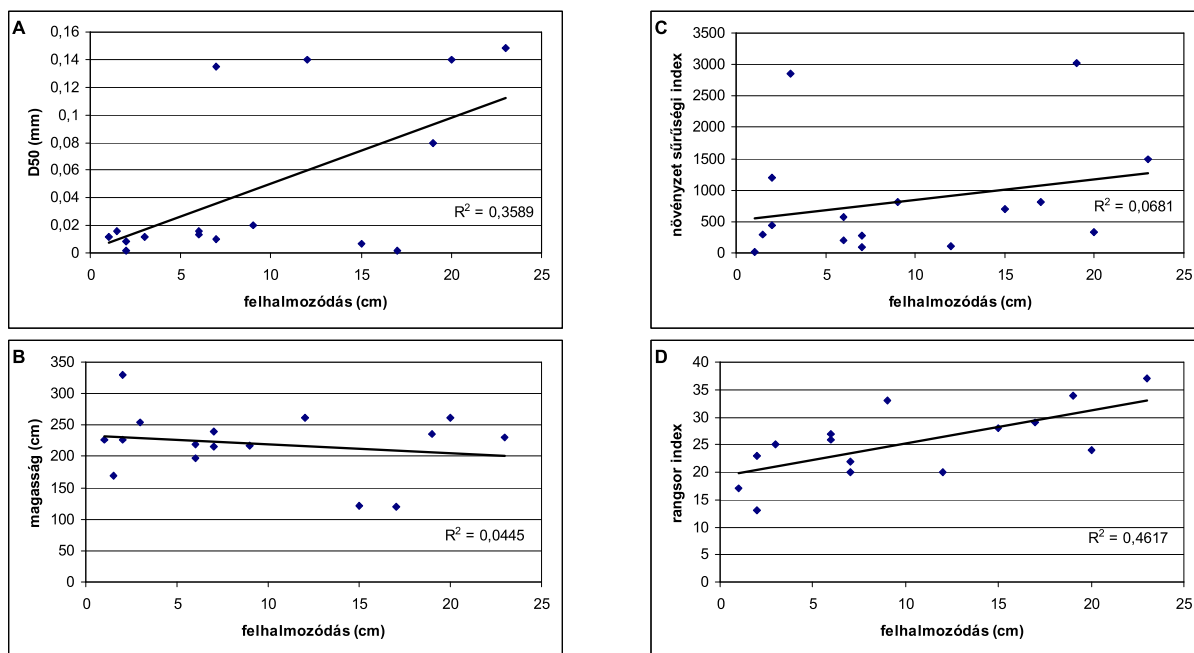 A
0,16
0,14
0,12
0,1
0,08
0,06
0,04
0,02
0
D50 (mm)
R² = 0,3589
0 5 10 15 20 25
felhalmozódás (cm)
C
3500
3000
2500
2000
1500
1000
500
0
növényzet sűrűségi index
R² = 0,0681
0 5 10 15 20 25
felhalmozódás (cm)
B
350
300
250
200
150
100
50
0
magasság (cm)
R² = 0,0445
0 5 10 15 20 25
felhalmozódás (cm)
D
40
35
30
25
20
15
10
5
0
rangsor index
R² = 0,4617
0 5 10 15 20 25
felhalmozódás (cm)